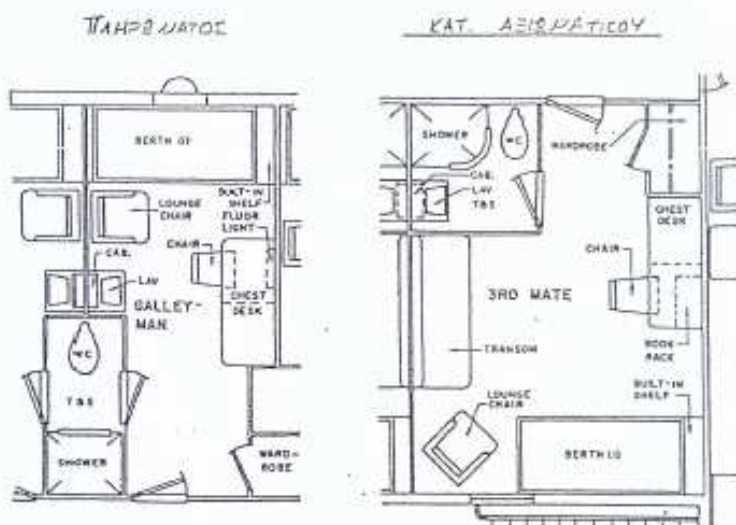 ΠΛΗΡΩΜΑΤΟΣ
ΚΑΤ. ΑΞΙΩΜΑΤΙΚΟΥ
BERTH
LOUNGE
CHAIR
BUILT-IN
SHELF
FLUOR
LIGHT
CHAIR
CAB.
LAV
GALLEY-
MAN
CHEST
DESK
WC
T&S
SHOWER
WARD-
ROBE
SHOWER
WC
WARDROBE
CAB.
LAV
T&S
CHEST
DESK
CHAIR
3RD MATE
TRANSOM
BOOK
RACK
LOUNGE
CHAIR
BUILT-IN
SHELF
BERTH